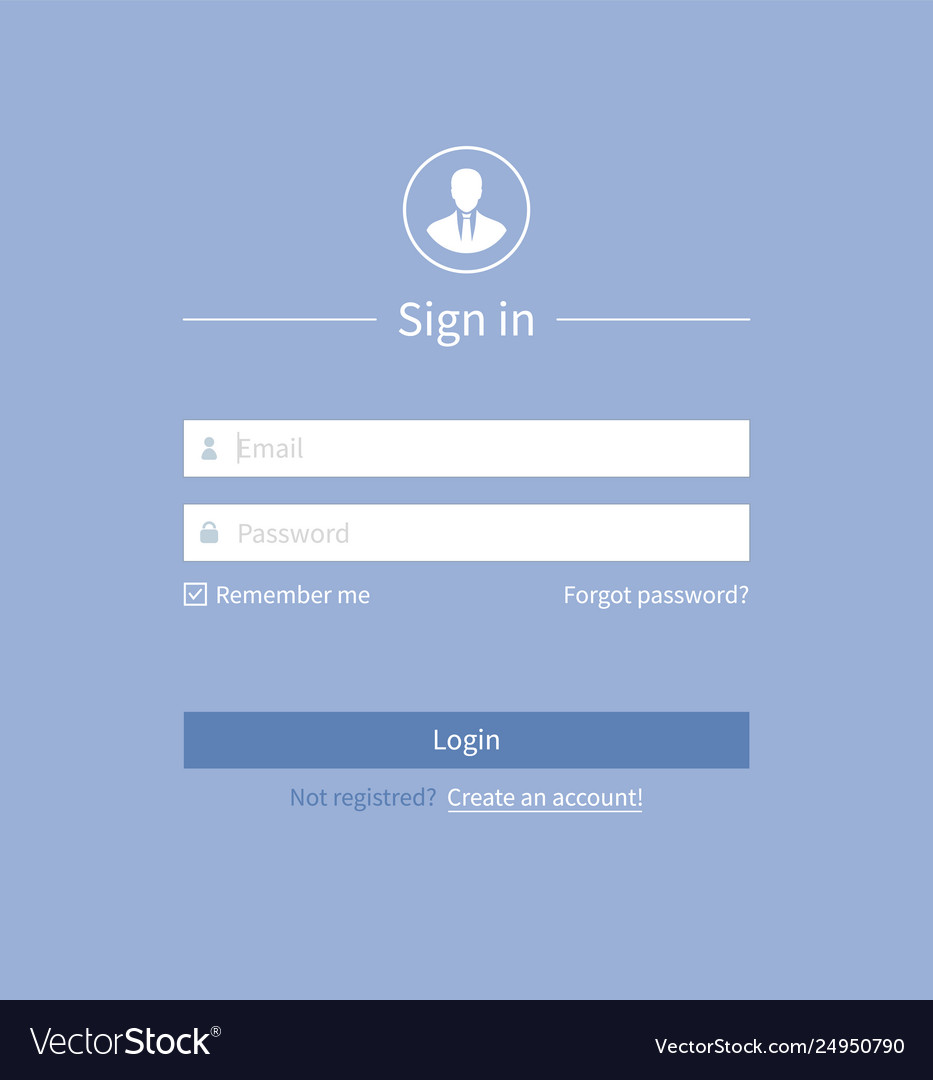 Sign in
Email
Password
Remember me Forgot password?
Login
Not registred? Create an account!
VectorStock® VectorStock.com/24950790